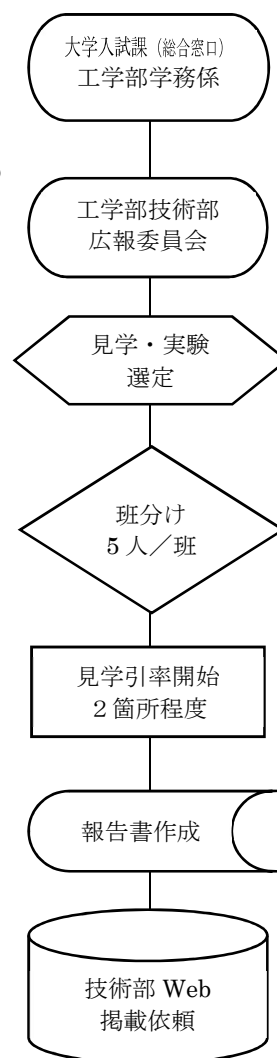 大学入試課（総合窓口）
工学部学務係
工学部技術部
広報委員会
見学・実験
選定
班分け
５人／班
見学引率開始
２箇所程度
報告書作成
技術部 Web
掲載依頼